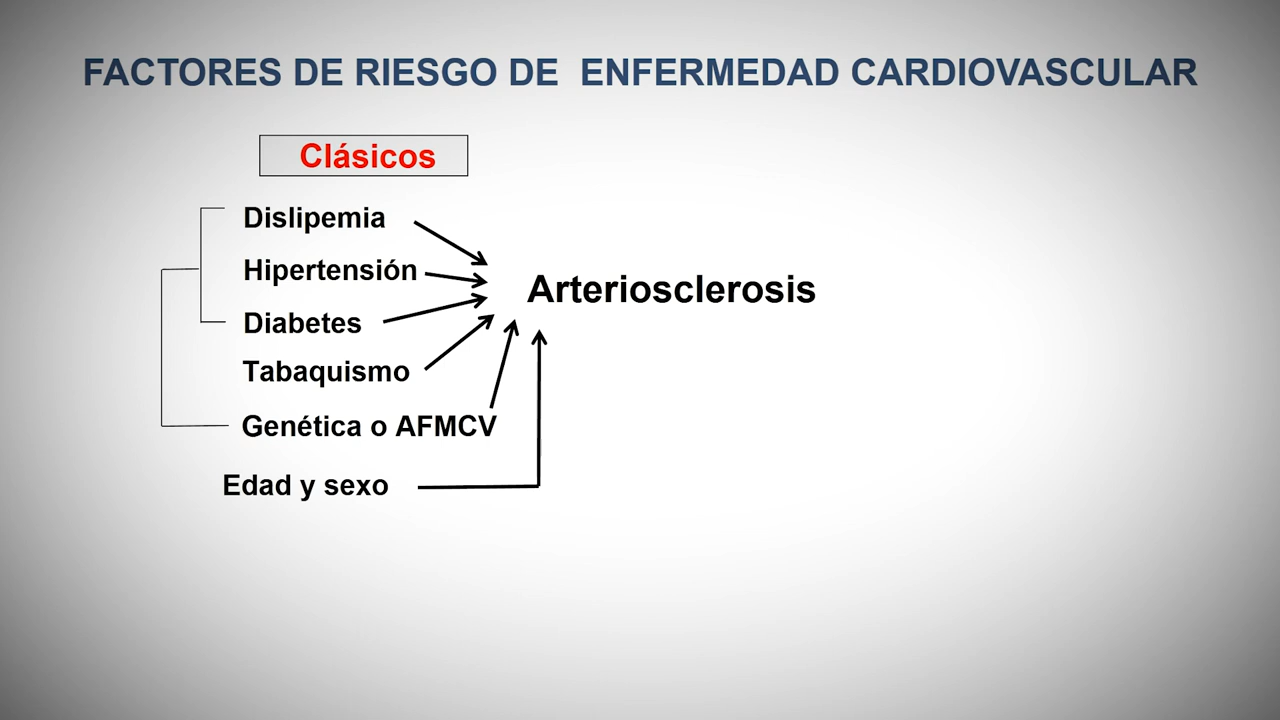 FACTORES DE RIESGO DE ENFERMEDAD CARDIOVASCULAR
Clásicos
Dislipemia
Hipertensión
Diabetes
Tabaquismo
Genética o AFMCV
Edad y sexo
Arteriosclerosis